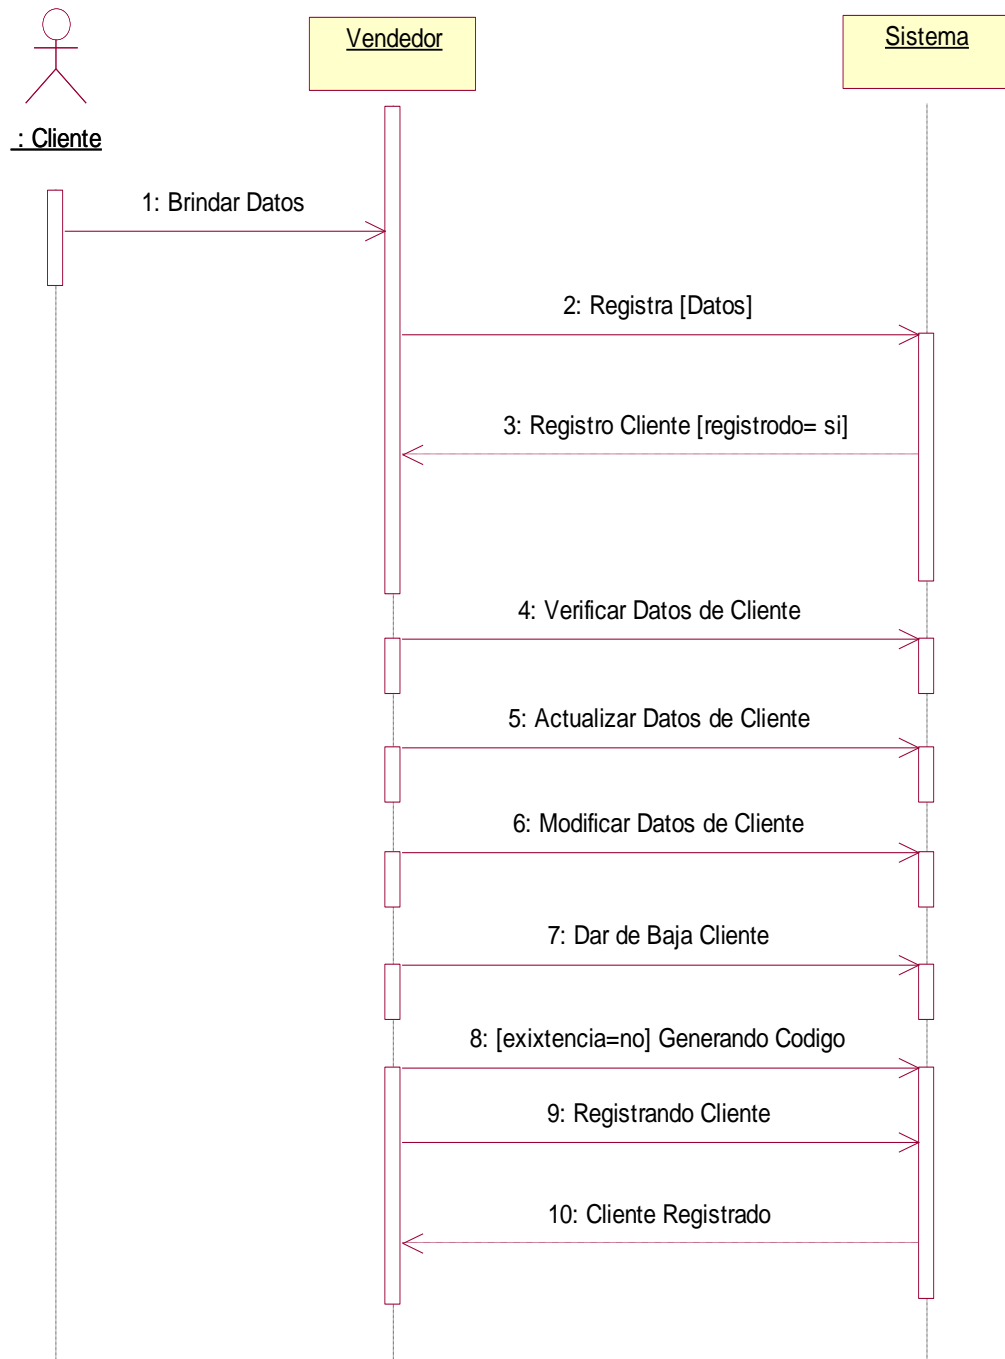 Vendedor
Sistema
: Cliente
1: Brindar Datos
2: Registra [Datos]
3: Registro Cliente [registrodo= si]
4: Verificar Datos de Cliente
5: Actualizar Datos de Cliente
6: Modificar Datos de Cliente
7: Dar de Baja Cliente
8: [exixtencia=no] Generando Codigo
9: Registrando Cliente
10: Cliente Registrado